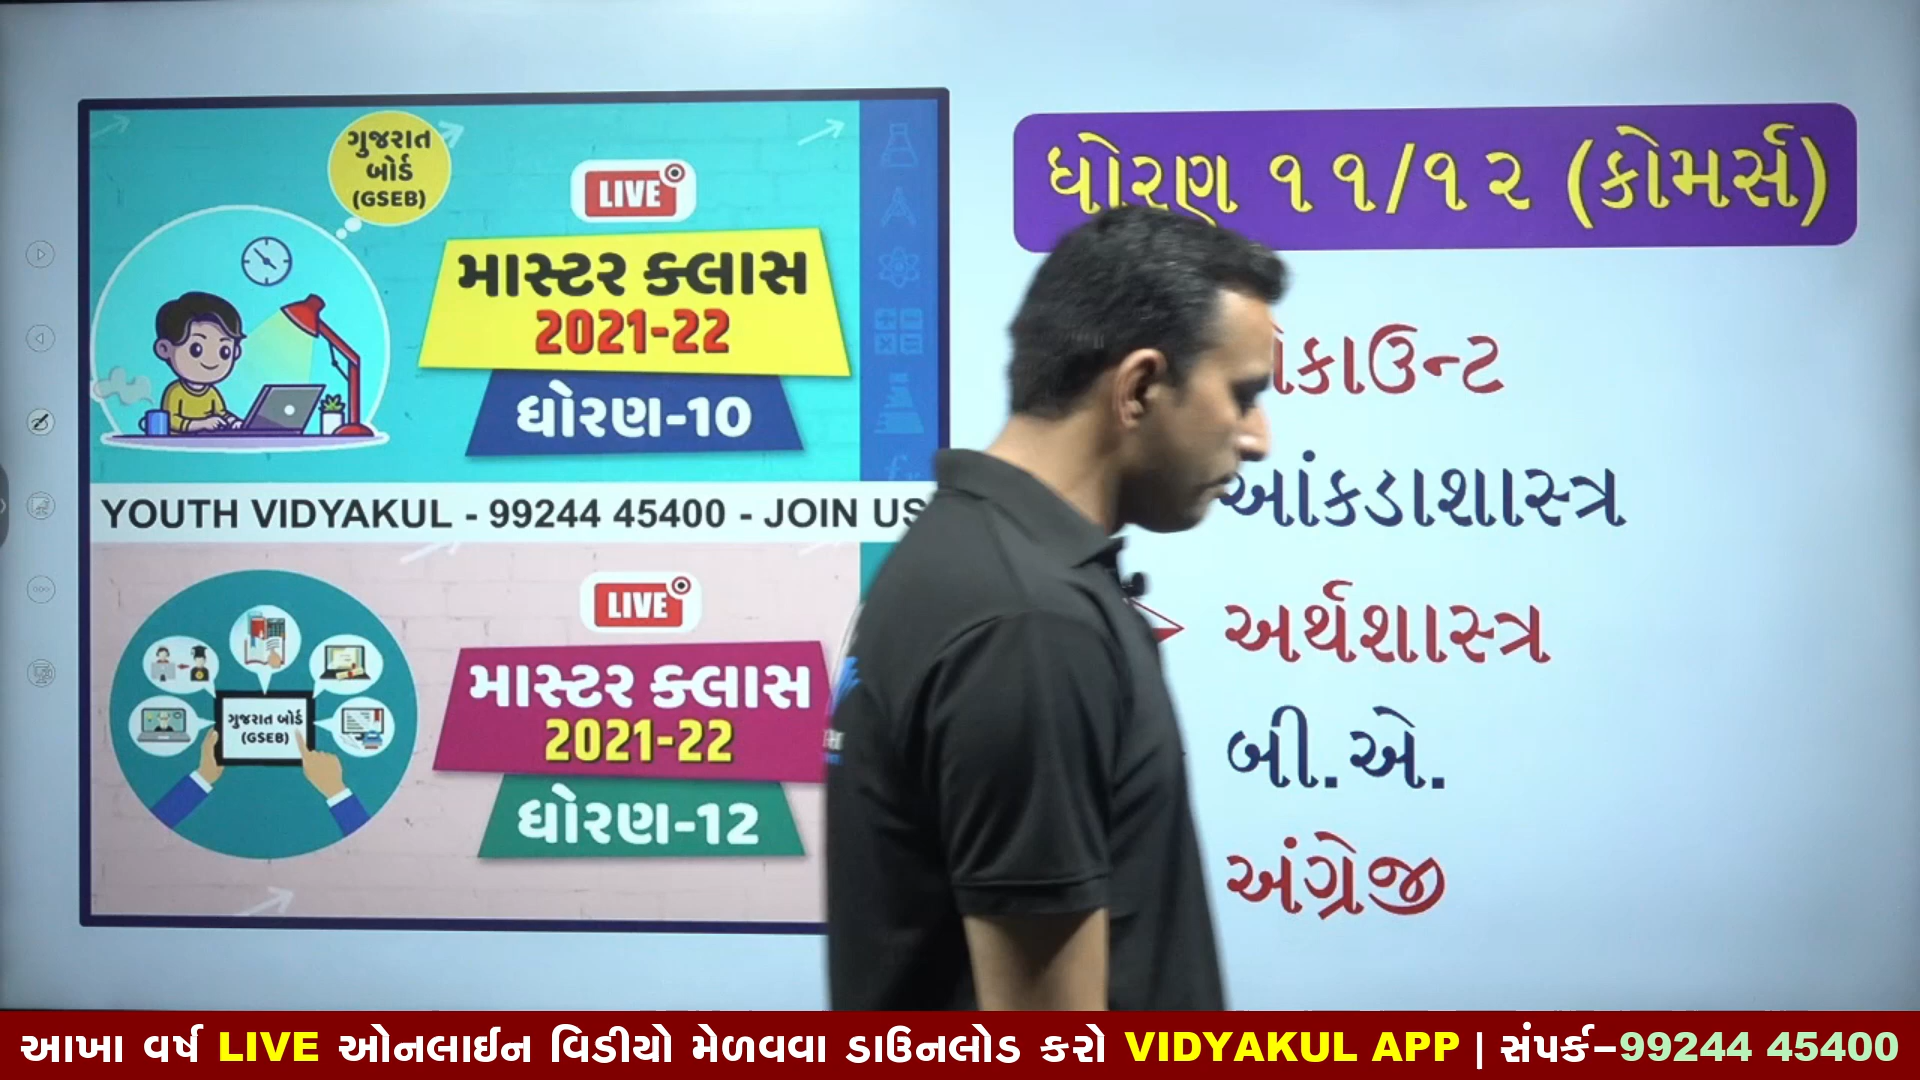 ગુજરાત
બોર્ડ
(GSEB)
LIVE
માસ્ટર ક્લાસ
2021-22
ધોરણ-10
YOUTH VIDYAKUL - 99244 45400 - JOIN US
LIVE
માસ્ટર ક્લાસ
2021-22
ધોરણ-12
ગુજરાત બોર્ડ
(GSEB)
ધોરણ ૧૧/૧૨ (કોમર્સ)
આંકડાશાસ્ત્ર
અર્થશાસ્ત્ર
બી.એ.
અંગ્રેજી
આખા વર્ષ LIVE ઓનલાઈન વિડીયો મેળવવા ડાઉનલોડ કરો VIDYAKUL APP | સંપર્ક–99244 45400